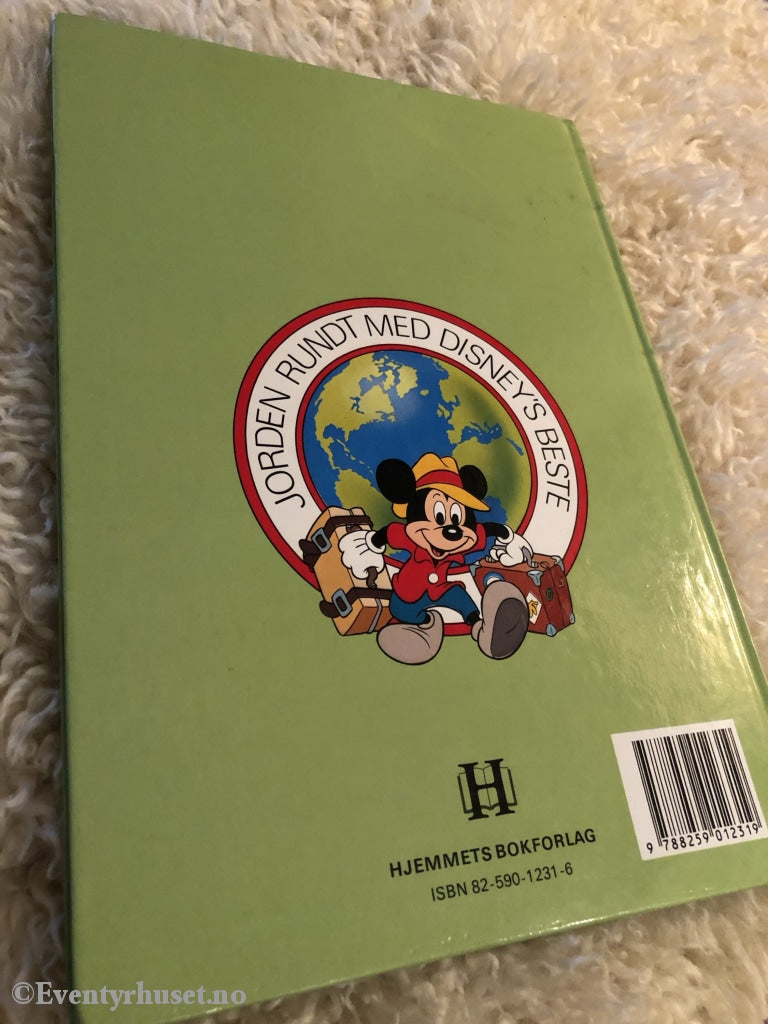 JORDEN RUNDT MED DISNEY'S BESTE
H
HJEMMETS BOKFORLAG
ISBN 82-590-1231-6
9 788259 012319
©Eventyrhuset.no